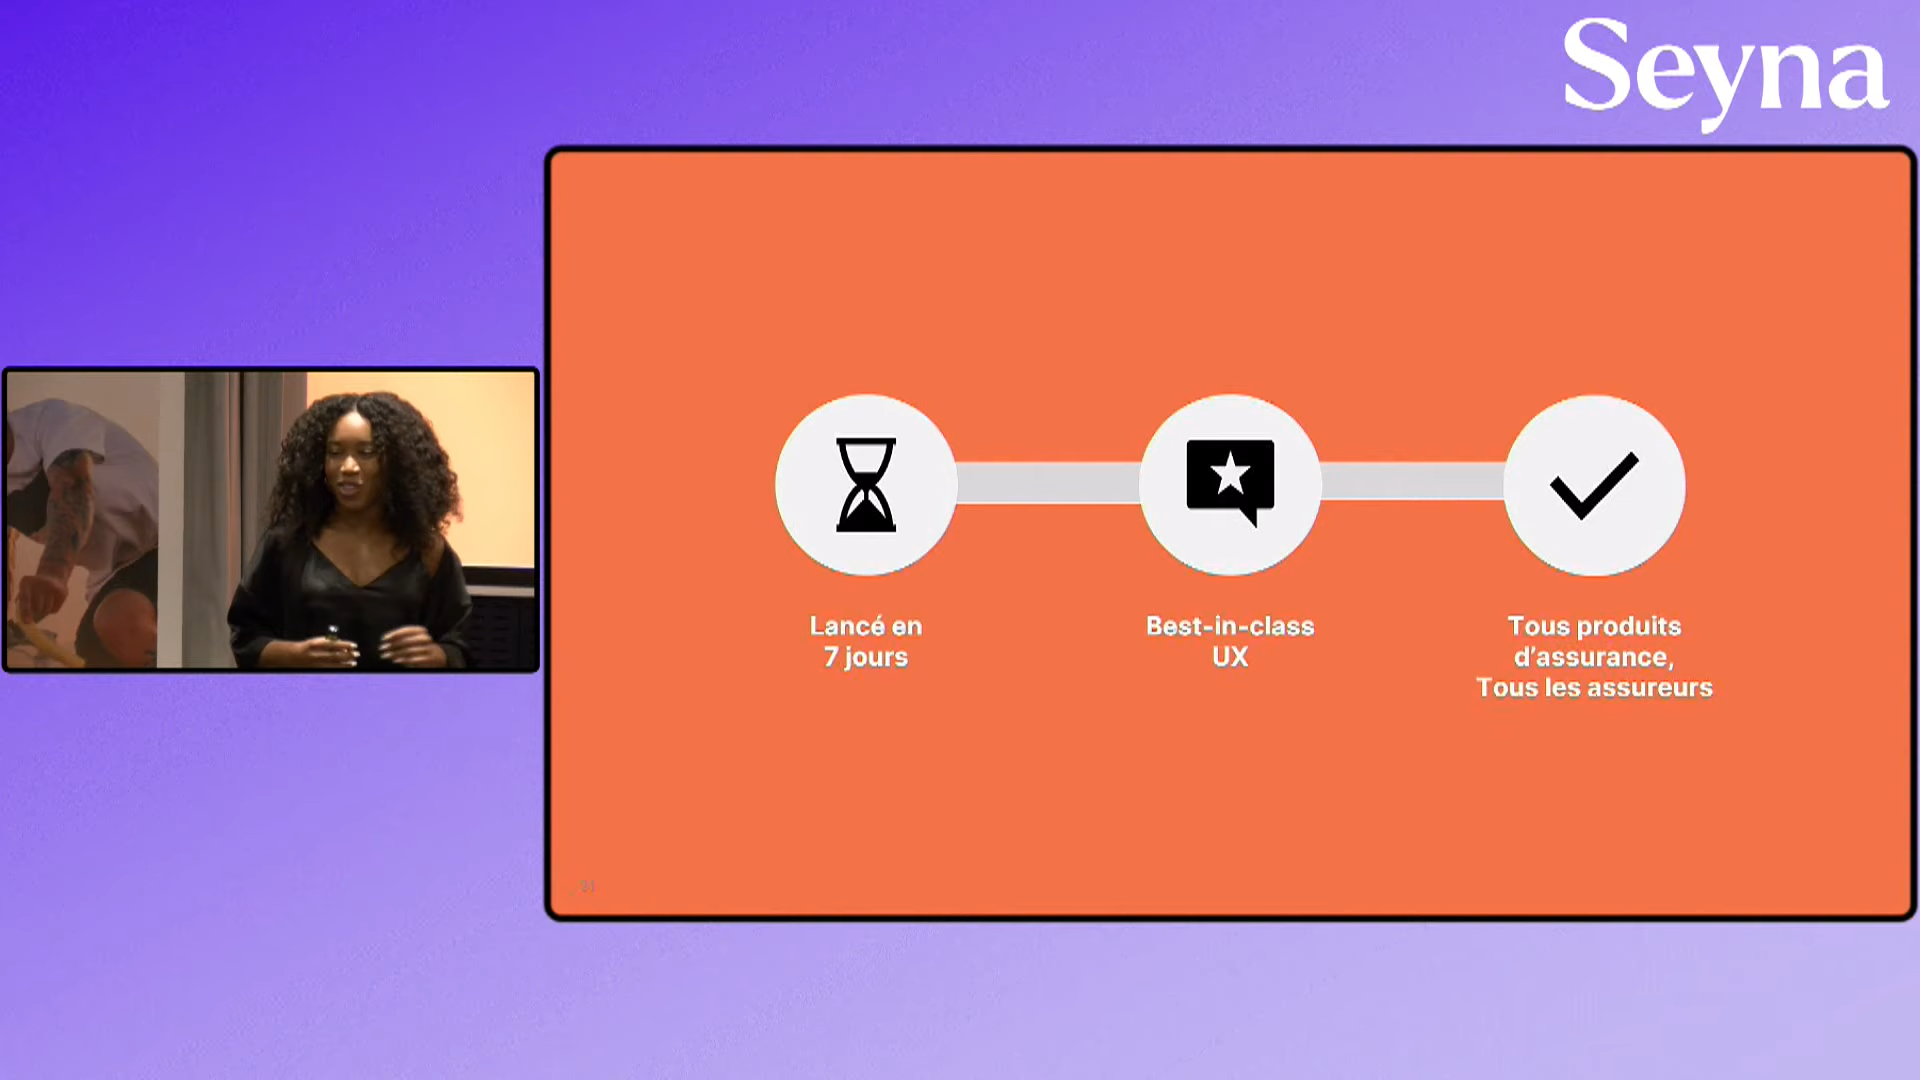 Seyna
Lancé en
7 jours
Best-in-class
UX
Tous produits
d'assurance,
Tous les assureurs